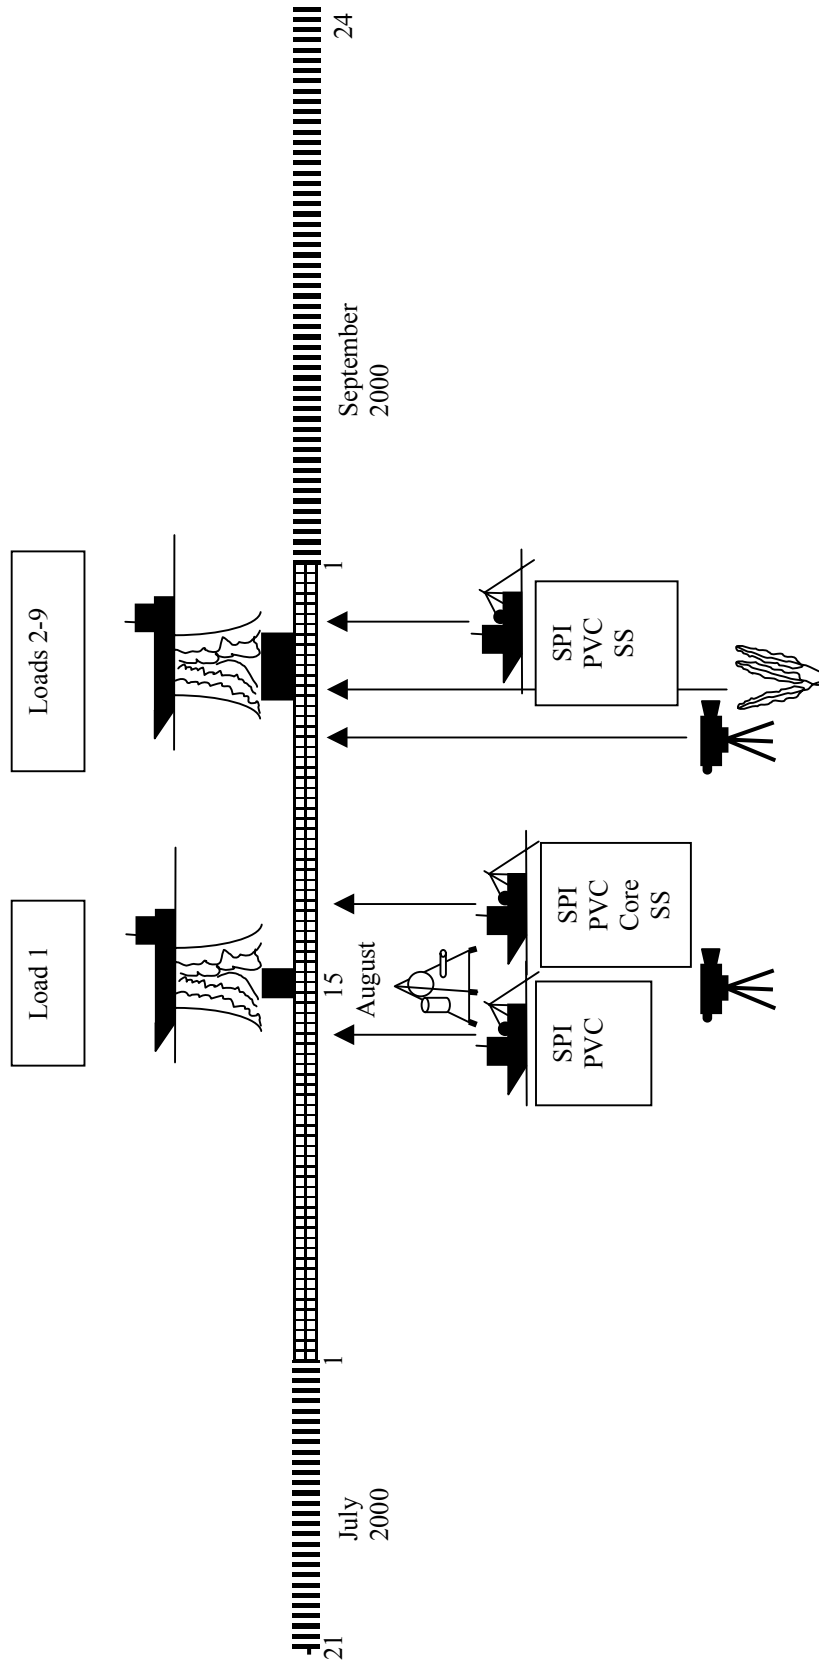 Load 1
Loads 2-9
21
July
2000
1
15
August
1
September
2000
24
SPI
PVC
SPI
PVC
Core
SS
SPI
PVC
SS